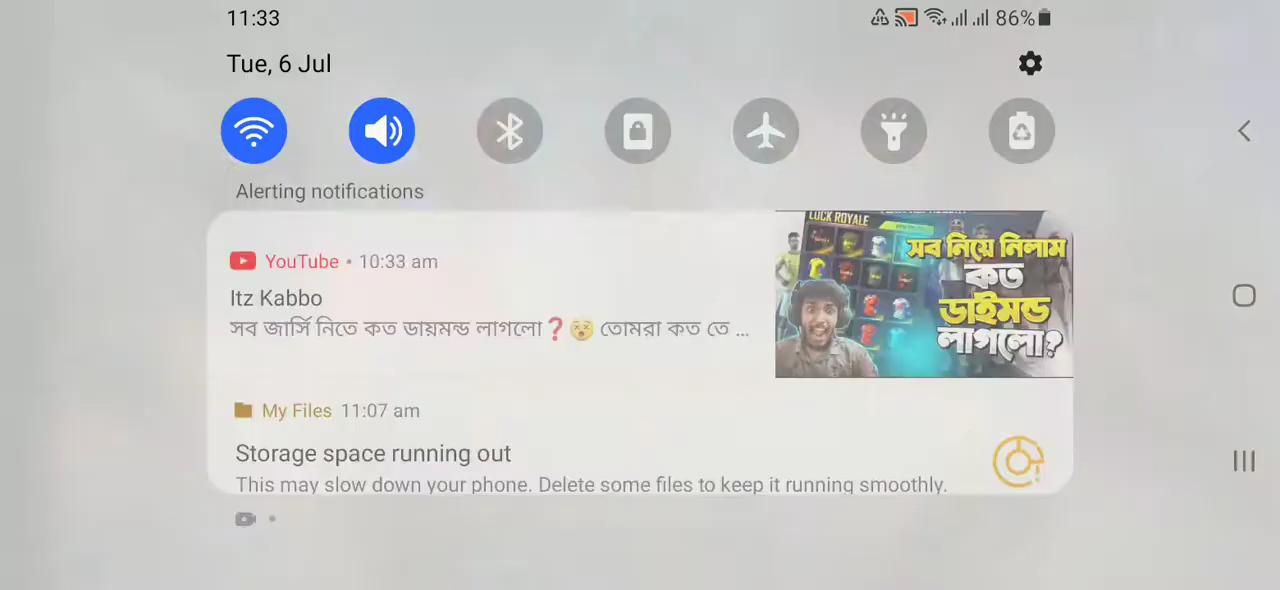 11:33
86%
Tue, 6 Jul
Alerting notifications
YouTube • 10:33 am
Itz Kabbo
সব জার্সি নিতে কত ডায়মন্ড লাগলো❓😵 তোমরা কত তে ...
LUCK ROYALE
সব নিয়ে নিলাম
কত
ডাইমন্ড
লাগলো?
My Files 11:07 am
Storage space running out
This may slow down your phone. Delete some files to keep it running smoothly.